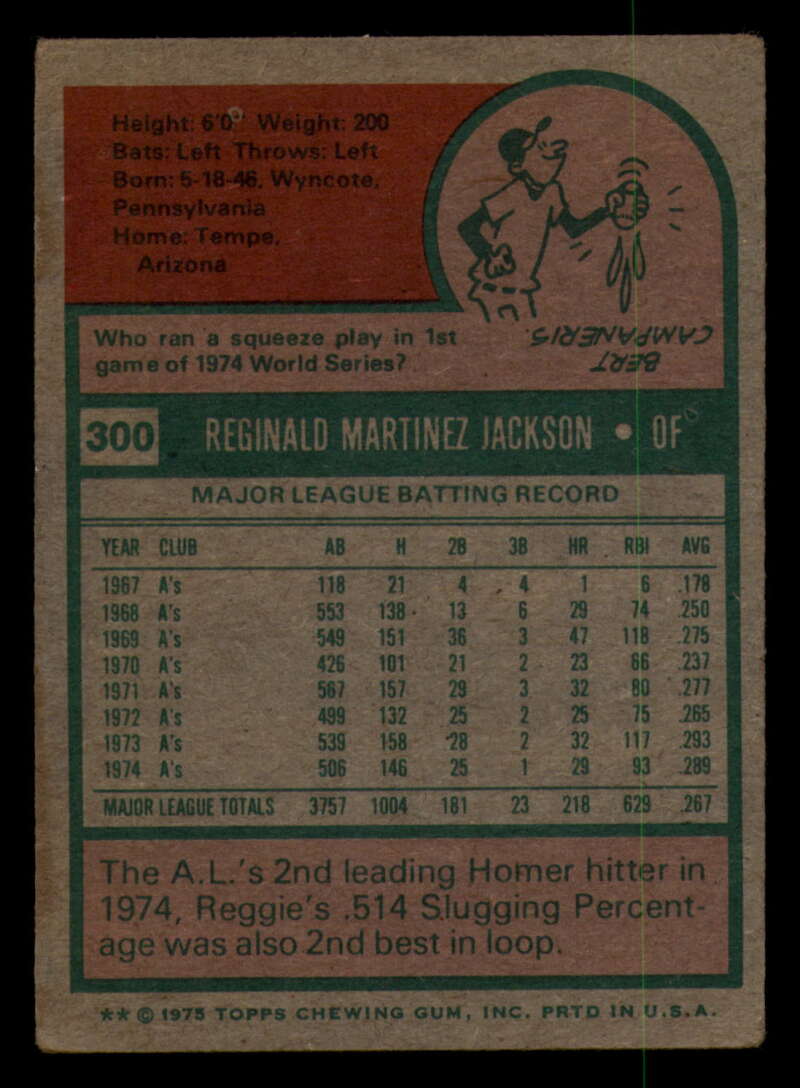 Height: 6'0" Weight: 200
Bats: Left Throws: Left
Born: 5-18-46, Wyncote,
Pennsylvania
Home: Tempe,
Arizona
Who ran a squeeze play in 1st
game of 1974 World Series?
BERT
CAMPANERIS.
300 REGINALD MARTINEZ JACKSON • OF
MAJOR LEAGUE BATTING RECORD
YEAR CLUB AB H 2B 3B HR RBI AVG
1967 A's 118 21 4 4 1 6 .178
1968 A's 553 138 13 6 29 74 .250
1969 A's 549 151 36 3 47 118 .275
1970 A's 426 101 21 2 23 66 .237
1971 A's 567 157 29 3 32 80 .277
1972 A's 499 132 25 2 25 75 .265
1973 A's 539 158 28 2 32 117 .293
1974 A's 506 146 25 1 29 93 .289
MAJOR LEAGUE TOTALS 3757 1004 181 23 218 629 .267
The A.L.'s 2nd leading Homer hitter in
1974, Reggie's .514 Slugging Percent-
age was also 2nd best in loop.
** © 1975 TOPPS CHEWING GUM, INC. PRTD IN U.S.A.